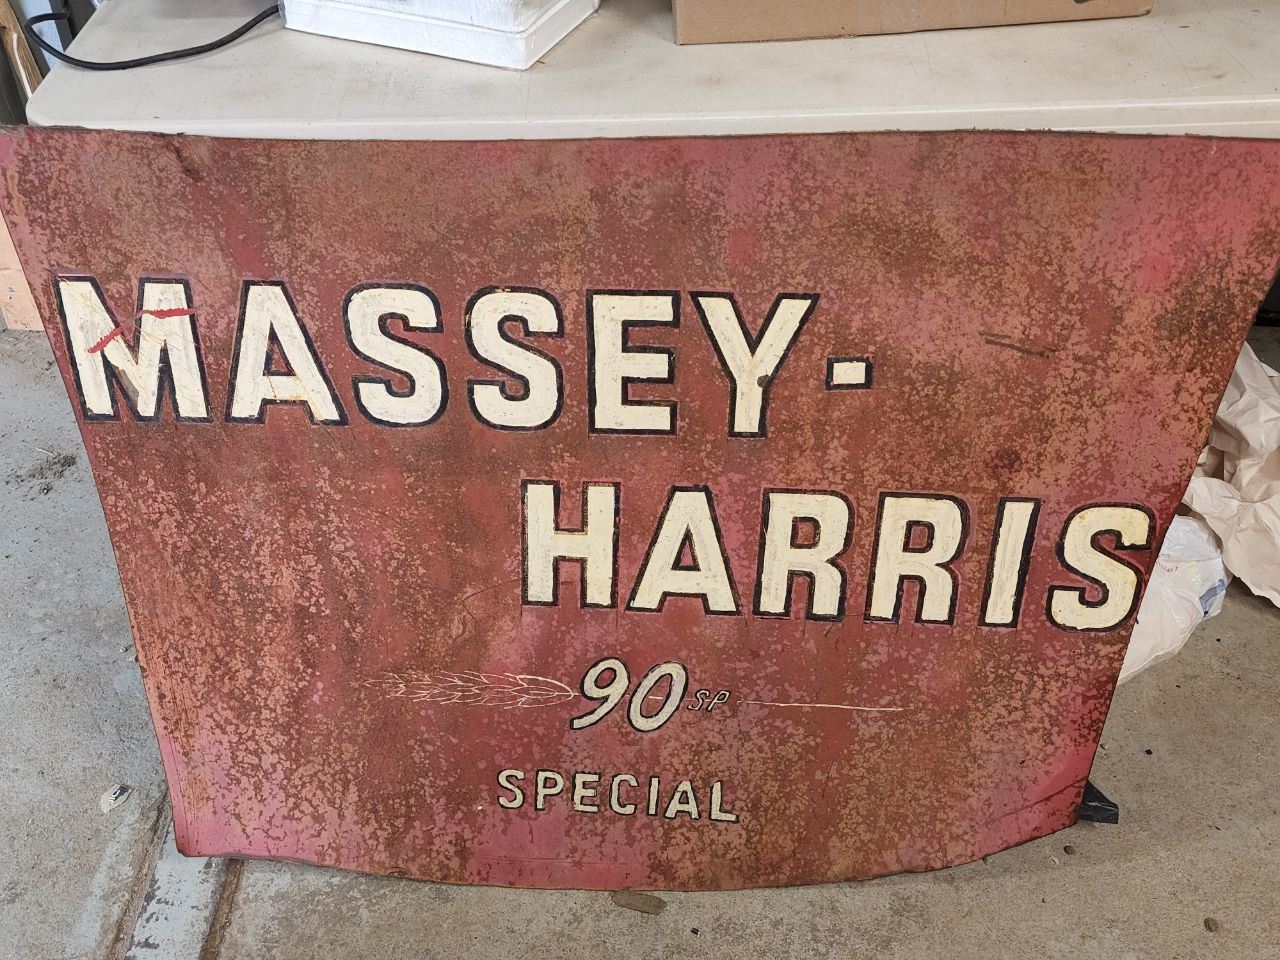 MASSEY-
HARRIS
90 SP
SPECIAL